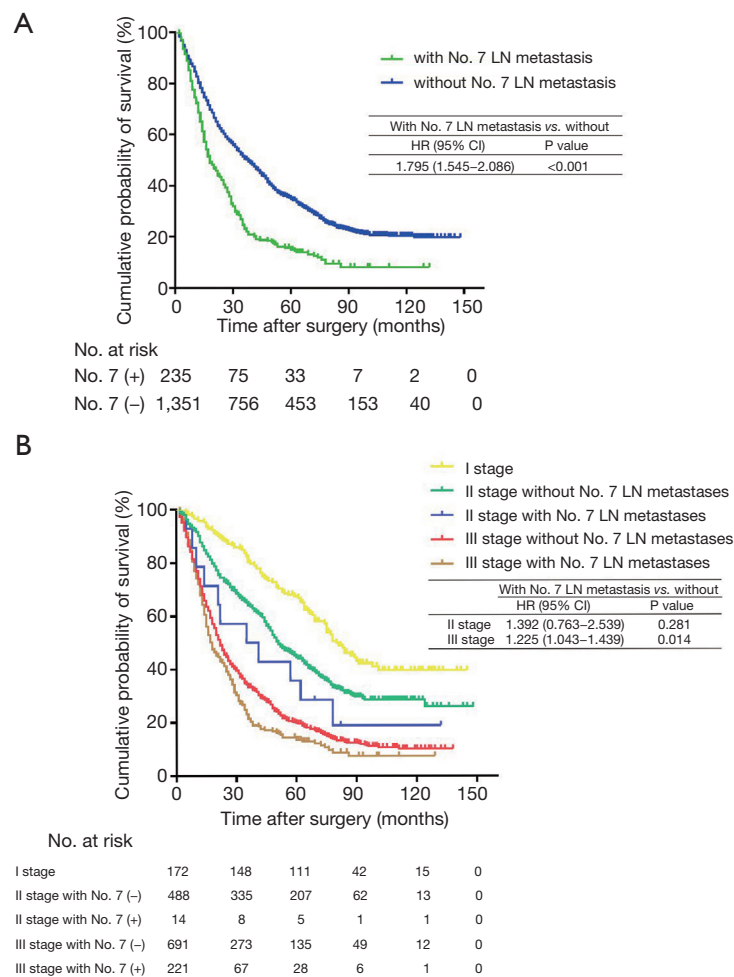 A
Cumulative probability of survival (%)
100
80
60
40
20
0
0 30 60 90 120 150
Time after surgery (months)
with No. 7 LN metastasis
without No. 7 LN metastasis
With No. 7 LN metastasis vs. without
HR (95% CI) P value
1.795 (1.545–2.086) <0.001
No. at risk
No. 7 (+) 235 75 33 7 2 0
No. 7 (–) 1,351 756 453 153 40 0
B
I stage
II stage without No. 7 LN metastases
II stage with No. 7 LN metastases
III stage without No. 7 LN metastases
III stage with No. 7 LN metastases
With No. 7 LN metastasis vs. without
HR (95% CI) P value
II stage 1.392 (0.763–2.539) 0.281
III stage 1.225 (1.043–1.439) 0.014
Cumulative probability of survival (%)
100
80
60
40
20
0
0 30 60 90 120 150
Time after surgery (months)
No. at risk
I stage 172 148 111 42 15 0
II stage with No. 7 (–) 488 335 207 62 13 0
II stage with No. 7 (+) 14 8 5 1 1 0
III stage with No. 7 (–) 691 273 135 49 12 0
III stage with No. 7 (+) 221 67 28 6 1 0